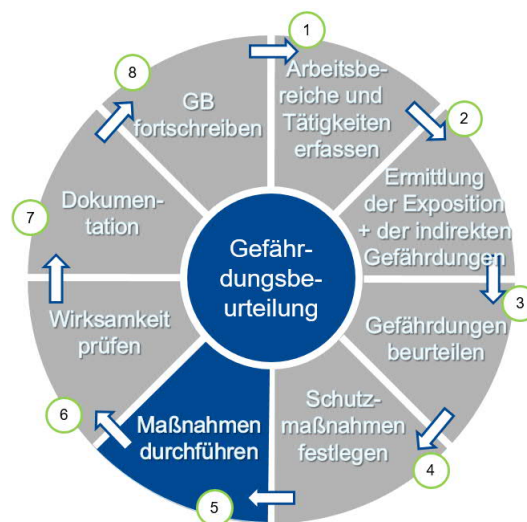 1
Arbeitsbe-
reiche und
Tätigkeiten
erfassen
2
Ermittlung
der Exposition
+ der indirekten
Gefährdungen
3
Gefährdungen
beurteilen
4
Schutz-
maßnahmen
festlegen
5
Maßnahmen
durchführen
6
Wirksamkeit
prüfen
7
Dokumen-
tation
8
GB
fortschreiben
Gefähr-
dungsbe-
urteilung